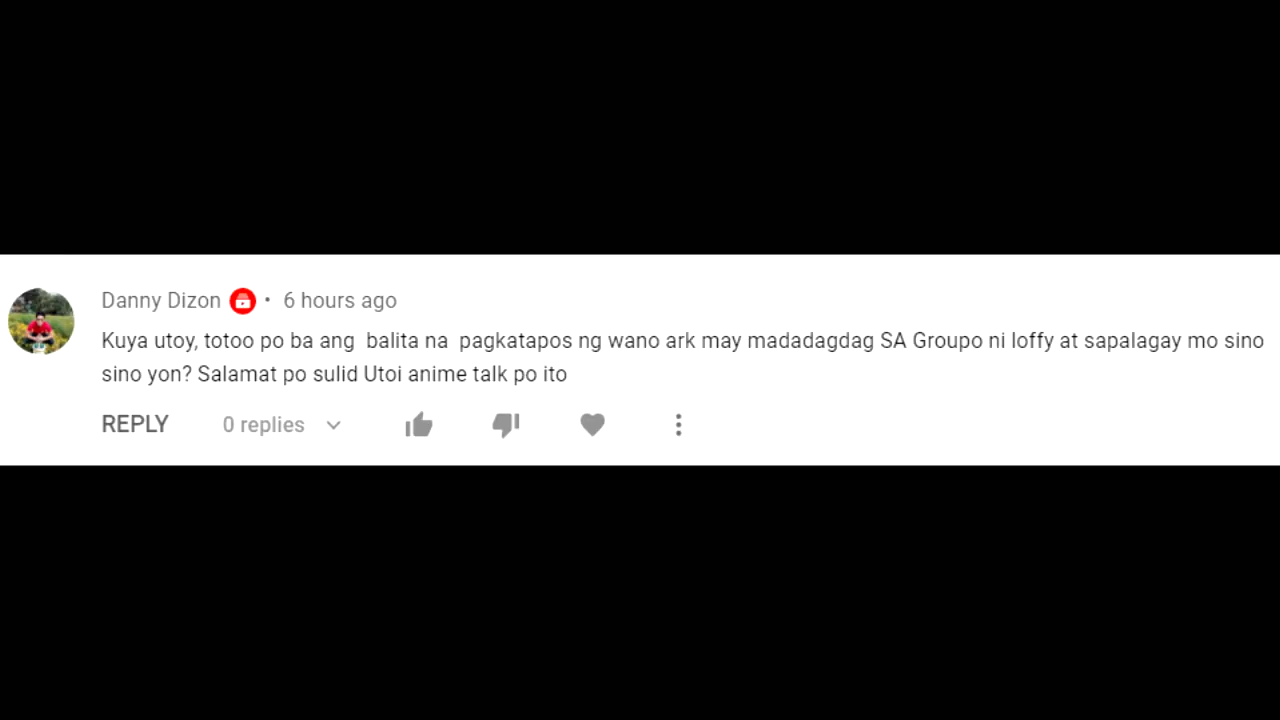 Danny Dizon • 6 hours ago
Kuya utoy, totoo po ba ang  balita na  pagkatapos ng wano ark may madadagdag SA Groupo ni loffy at sapalagay mo sino
sino yon? Salamat po sulid Utoi anime talk po ito
REPLY 0 replies